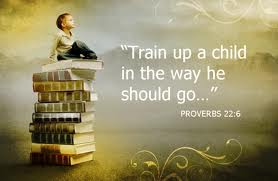 “Train up a child
in the way he
should go...”
PROVERBS 22:6